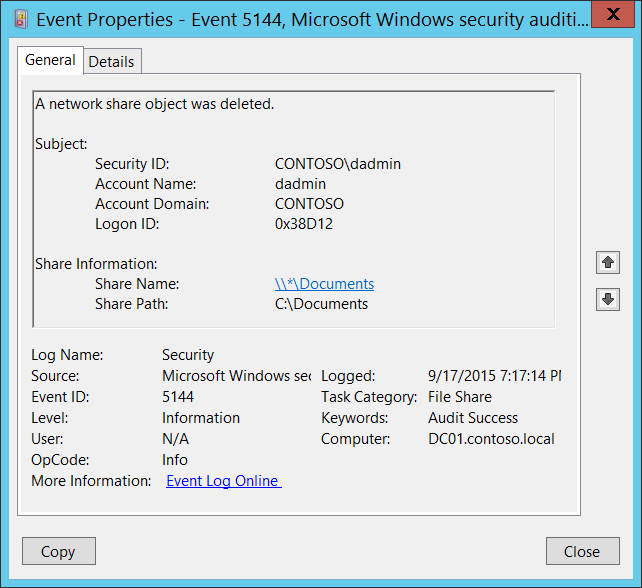 Event Properties - Event 5144, Microsoft Windows security auditi...
General
Details
A network share object was deleted.
Subject:
Security ID: CONTOSO\dadmin
Account Name: dadmin
Account Domain: CONTOSO
Logon ID: 0x38D12
Share Information:
Share Name: \\*\Documents
Share Path: C:\Documents
Log Name: Security
Source: Microsoft Windows sec Logged: 9/17/2015 7:17:14 PM
Event ID: 5144 Task Category: File Share
Level: Information Keywords: Audit Success
User: N/A Computer: DC01.contoso.local
OpCode: Info
More Information: Event Log Online
Copy
Close